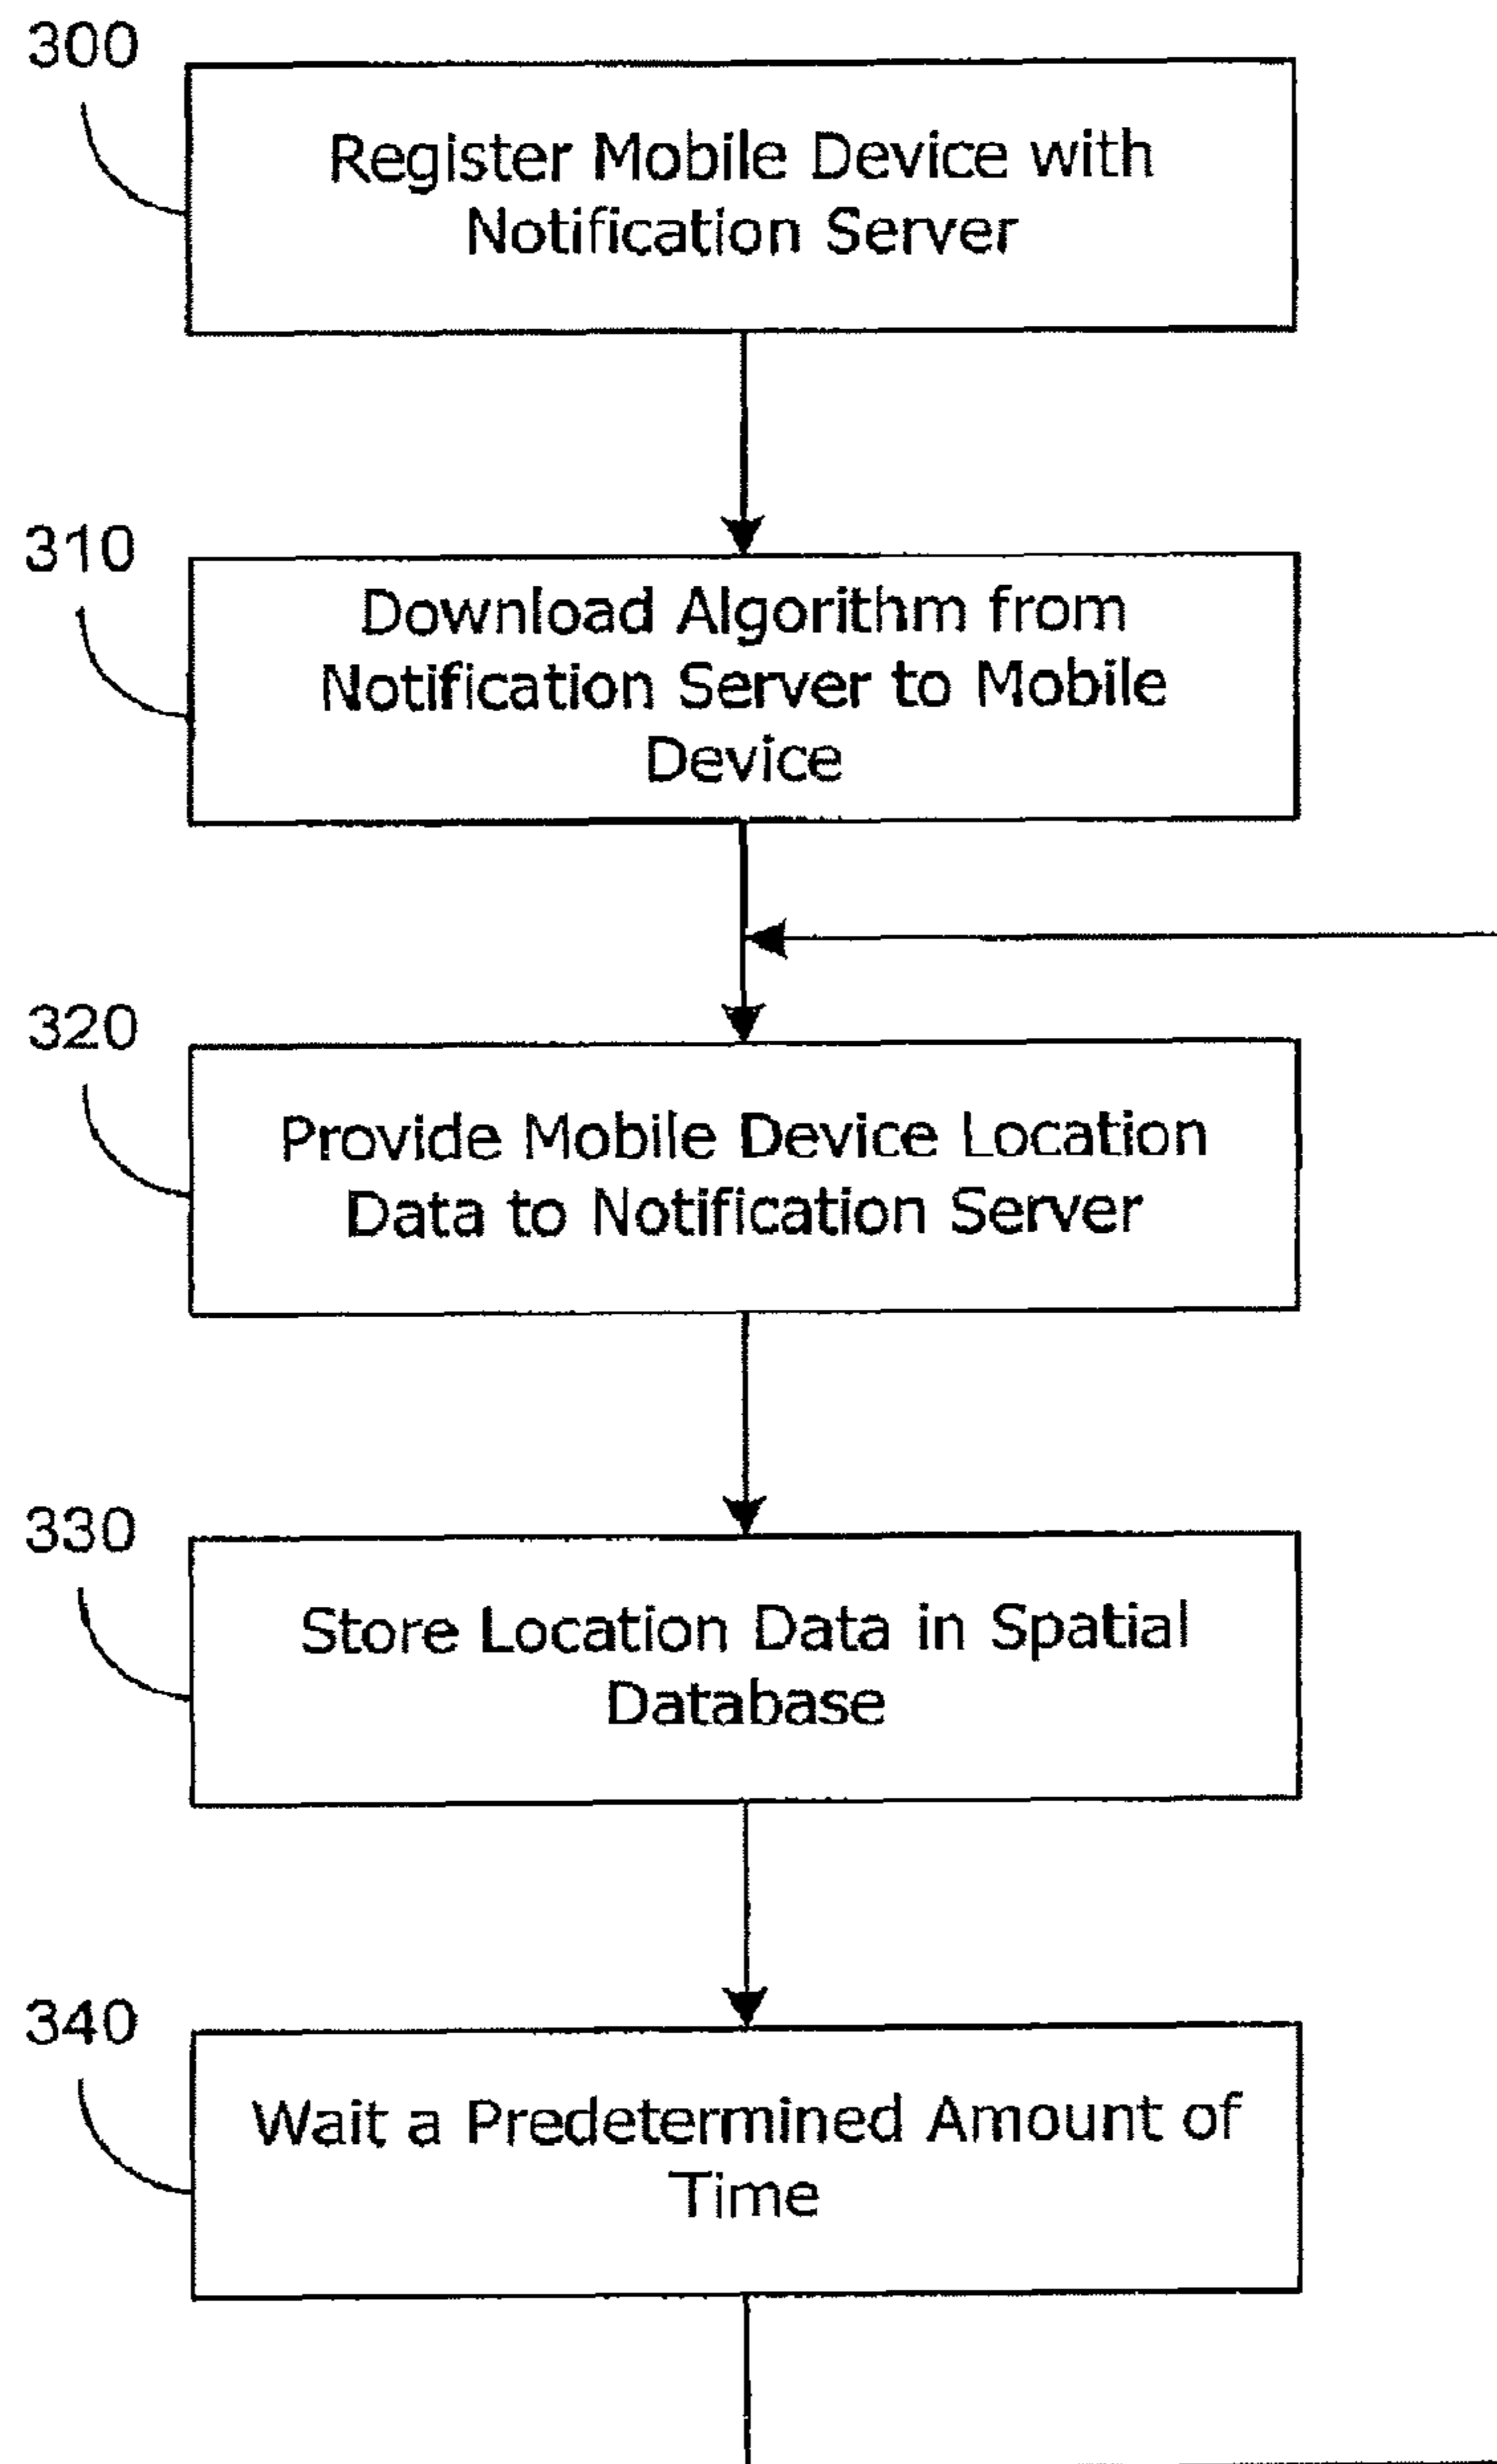 300
Register Mobile Device with
Notification Server
310
Download Algorithm from
Notification Server to Mobile
Device
320
Provide Mobile Device Location
Data to Notification Server
330
Store Location Data in Spatial
Database
340
Wait a Predetermined Amount of
Time